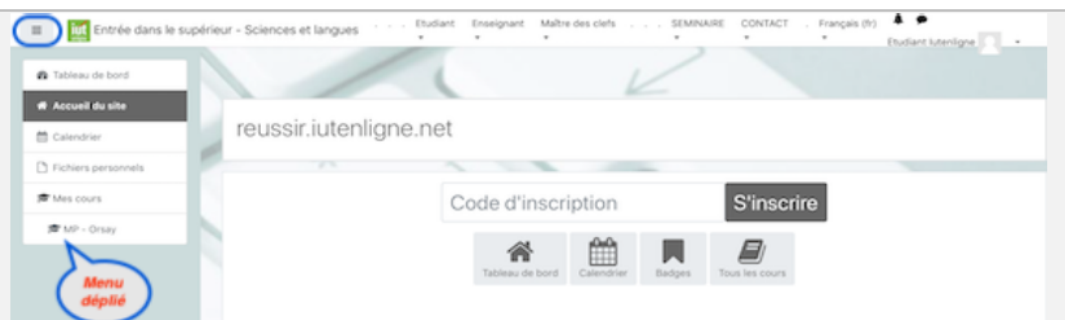 iut Entrée dans le supérieur - Sciences et langues Etudiant Enseignant Maître des clefs SEMINAIRE CONTACT Français (fr)
Etudiant Iutenligne
Tableau de bord
Accueil du site
Calendrier
Fichiers personnels
Mes cours
MP - Orsay
Menu
déplié
reussir.iutenligne.net
Code d'inscription S'inscrire
Tableau de bord Calendrier Badges Tous les cours